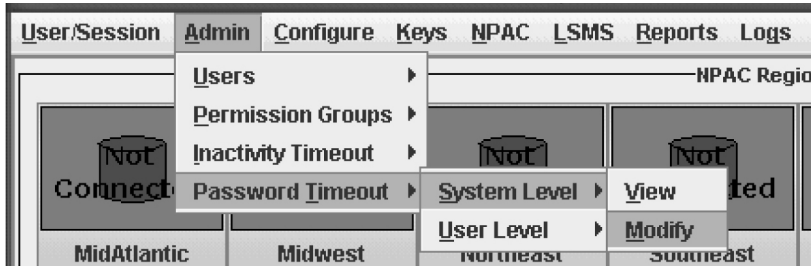 User/Session Admin Configure Keys NPAC LSMS Reports Logs
NPAC Regio
Users
Permission Groups
Inactivity Timeout
Password Timeout
System Level
User Level
View
Modify
Not
Connect
Not
Not
ted
MidAtlantic
Midwest
Northeast
Southeast